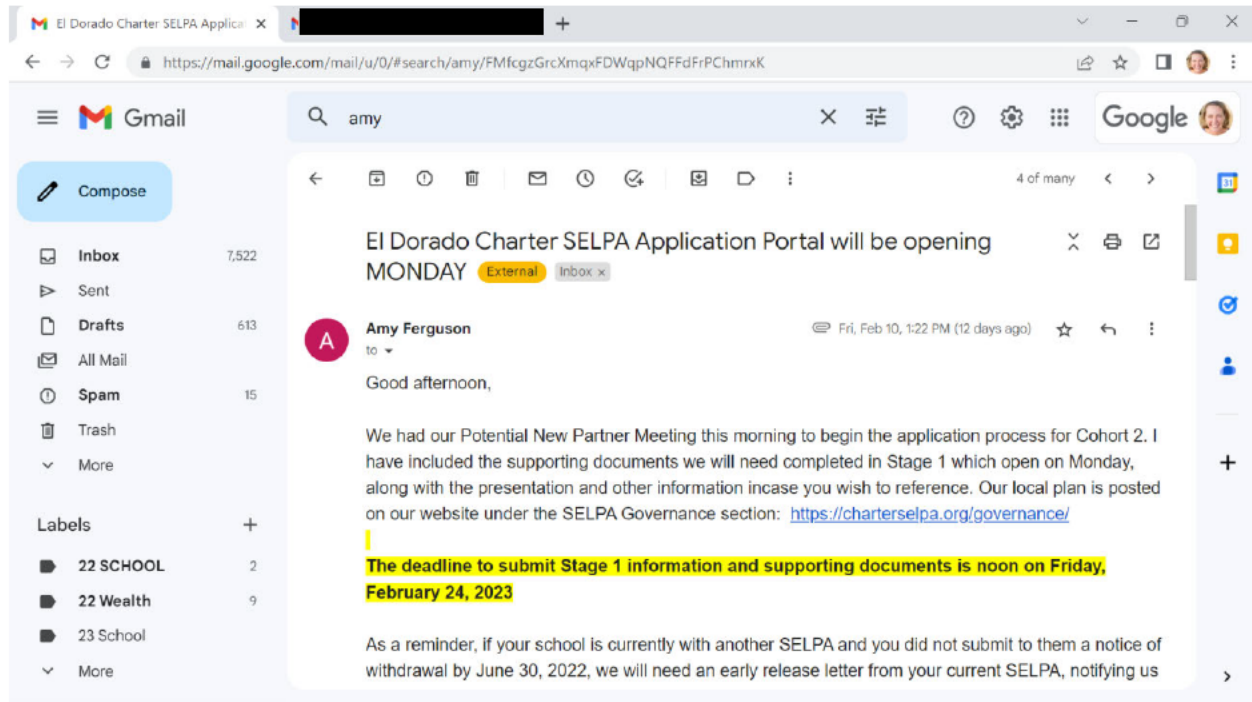 El Dorado Charter SELPA Applica
https://mail.google.com/mail/u/0/#search/amy/FMfcgzGrcXmqxFDWqpNQFFdFrPChmrxK
Gmail
amy
Google
Compose
4 of many
31
Inbox 7,522
Sent
Drafts 613
All Mail
Spam 15
Trash
More
Labels
22 SCHOOL 2
22 Wealth 9
23 School
More
El Dorado Charter SELPA Application Portal will be opening
MONDAY External Inbox x
A
Amy Ferguson Fri, Feb 10, 1:22 PM (12 days ago)
to
Good afternoon,
We had our Potential New Partner Meeting this morning to begin the application process for Cohort 2. I
have included the supporting documents we will need completed in Stage 1 which open on Monday,
along with the presentation and other information incase you wish to reference. Our local plan is posted
on our website under the SELPA Governance section: https://charterselpa.org/governance/
The deadline to submit Stage 1 information and supporting documents is noon on Friday,
February 24, 2023
As a reminder, if your school is currently with another SELPA and you did not submit to them a notice of
withdrawal by June 30, 2022, we will need an early release letter from your current SELPA, notifying us